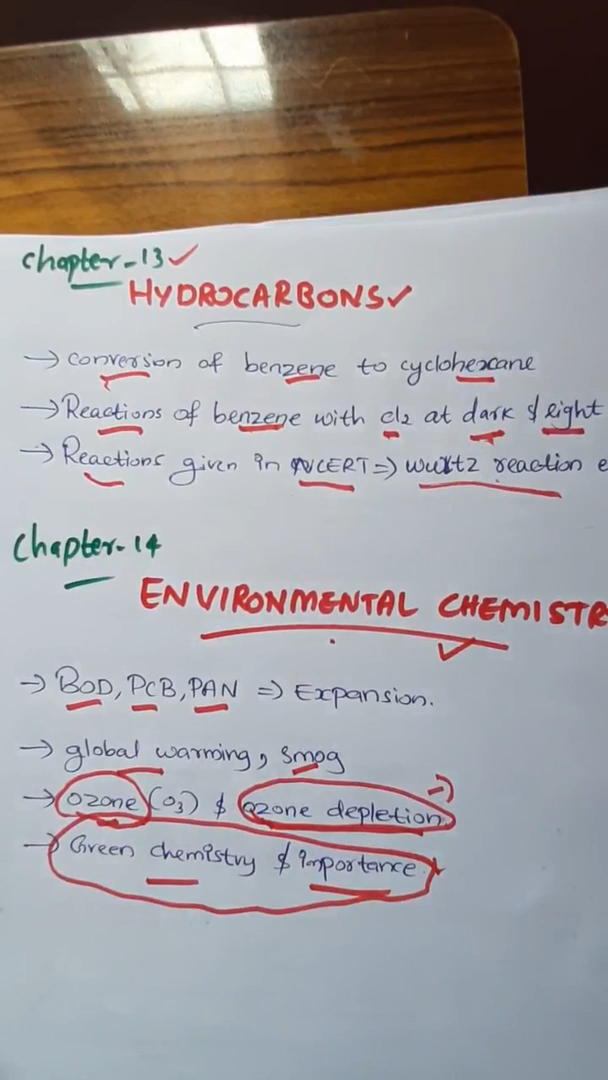 Chapter-13
HYDROCARBONS
→ conversion of benzene to cyclohexane
→ Reactions of benzene with cl2 at dark & light
→ Reactions given in NCERT => wurtz reaction e
Chapter-14
ENVIRONMENTAL CHEMISTR
→ BOD, PCB, PAN => Expansion.
→ global warming, smog
→ ozone (O3) & ozone depletion.
→ Green chemistry & importance.